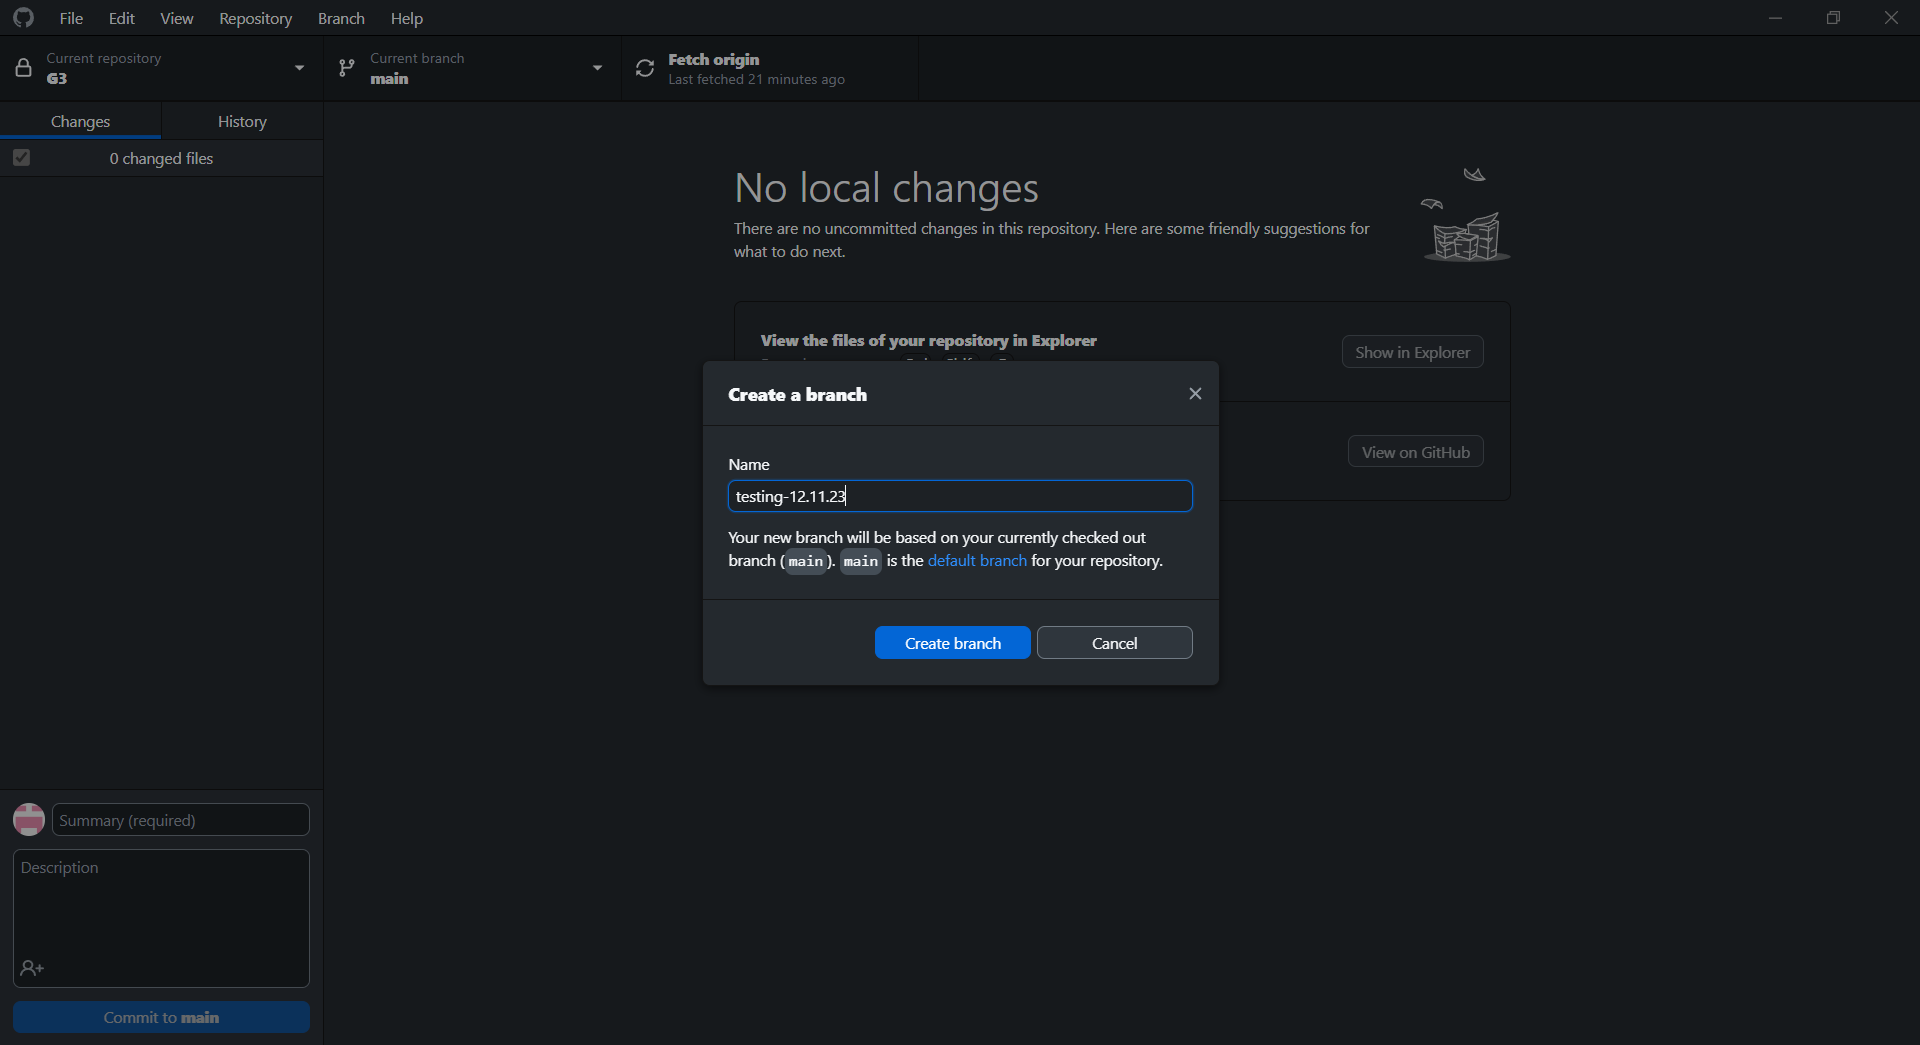 File Edit View Repository Branch Help
Current repository
G3
Current branch
main
Fetch origin
Last fetched 21 minutes ago
Changes History
0 changed files
No local changes
There are no uncommitted changes in this repository. Here are some friendly suggestions for
what to do next.
View the files of your repository in Explorer
Show in Explorer
View on GitHub
Create a branch
Name
testing-12.11.23
Your new branch will be based on your currently checked out
branch (main). main is the default branch for your repository.
Create branch Cancel
Summary (required)
Description
Commit to main